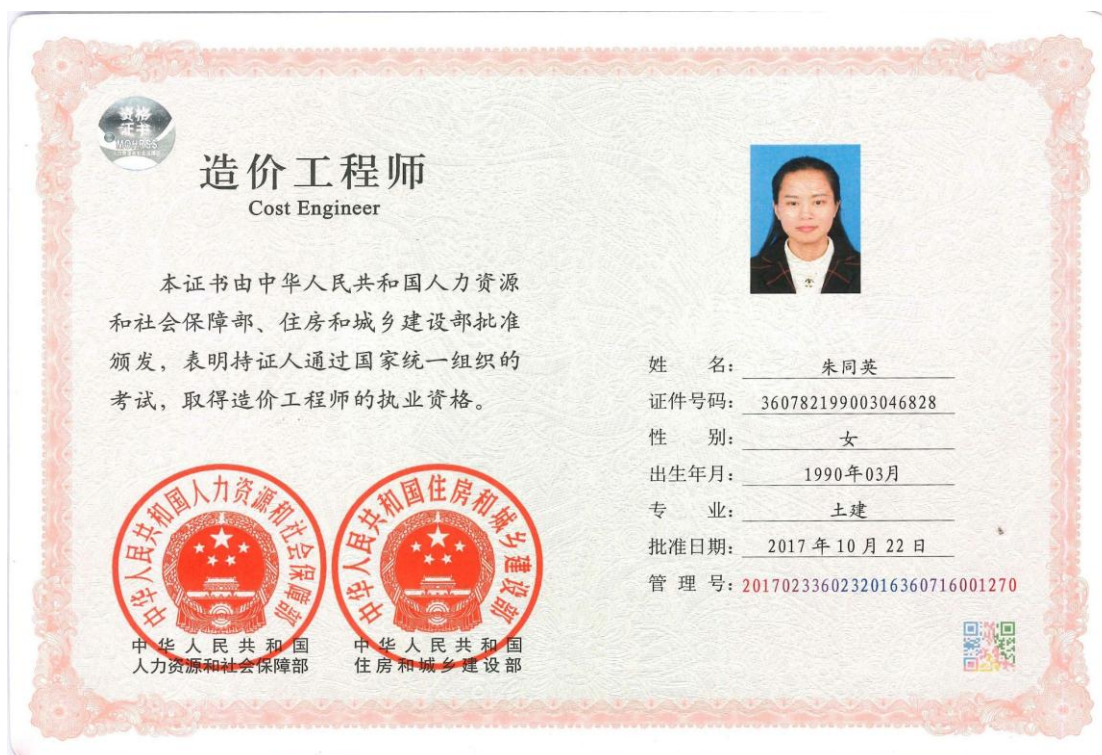 资格
证书
MOHRSS
造价工程师
Cost Engineer
本证书由中华人民共和国人力资源
和社会保障部、住房和城乡建设部批准
颁发，表明持证人通过国家统一组织的
考试，取得造价工程师的执业资格。
中华人民共和国人力资源和社会保障部
中华人民共和国住房和城乡建设部
中华人民共和国
人力资源和社会保障部
中华人民共和国
住房和城乡建设部
姓 名： 朱同英
证件号码： 360782199003046828
性 别： 女
出生年月： 1990年03月
专 业： 土建
批准日期： 2017年10月22日
管 理 号：2017023360232016360716001270